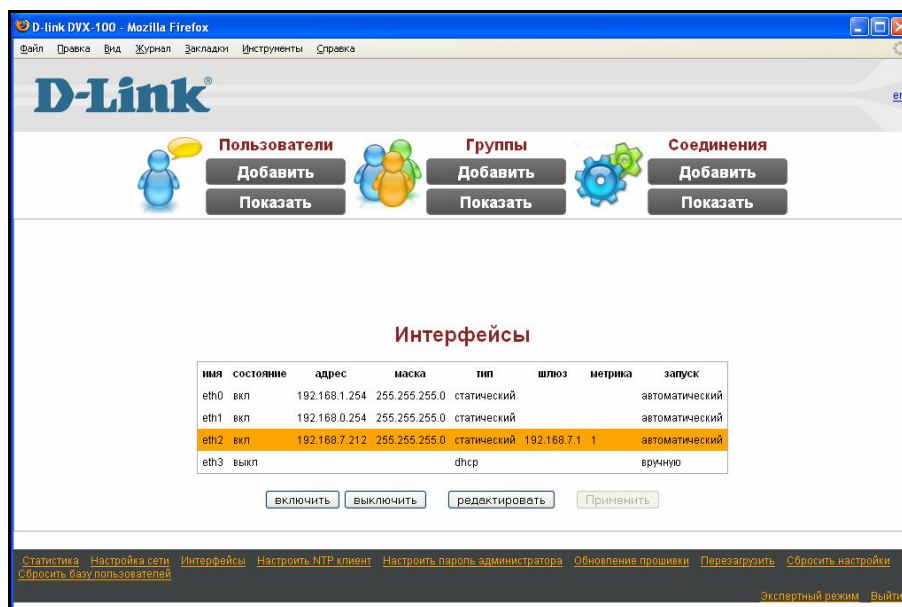 D-link DVX-100 - Mozilla Firefox
Файл Правка Вид Журнал Закладки Инструменты Справка
D-Link®
en
Пользователи Группы Соединения
Добавить Добавить Добавить
Показать Показать Показать
Интерфейсы
имя состояние адрес маска тип шлюз метрика запуск
eth0 вкл 192.168.1.254 255.255.255.0 статический автоматический
eth1 вкл 192.168.0.254 255.255.255.0 статический автоматический
eth2 вкл 192.168.7.212 255.255.255.0 статический 192.168.7.1 1 автоматический
eth3 выкл dhcp вручную
включить выключить редактировать Применить
Статистика Настройка сети Интерфейсы Настроить NTP клиент Настроить пароль администратора Обновление прошивки Перезагрузить Сбросить настройки
Сбросить базу пользователей
Экспертный режим Выйти